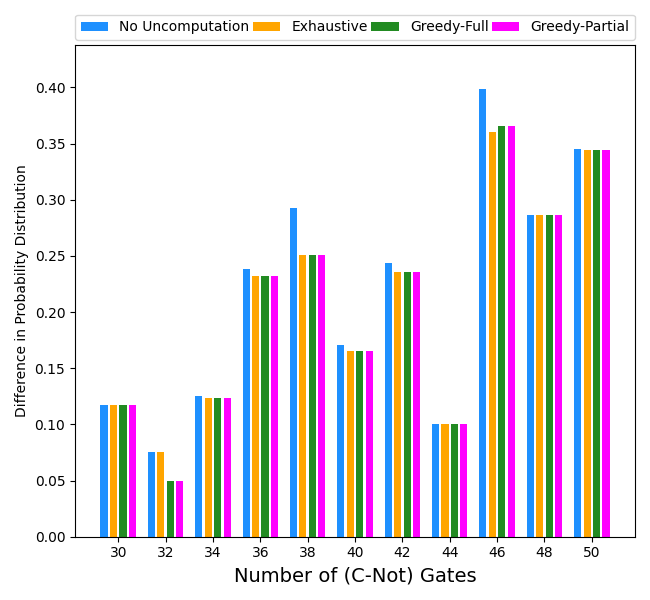 No Uncomputation Exhaustive Greedy-Full Greedy-Partial
0.40
0.35
0.30
0.25
0.20
0.15
0.10
0.05
0.00
Difference in Probability Distribution
30 32 34 36 38 40 42 44 46 48 50
Number of (C-Not) Gates